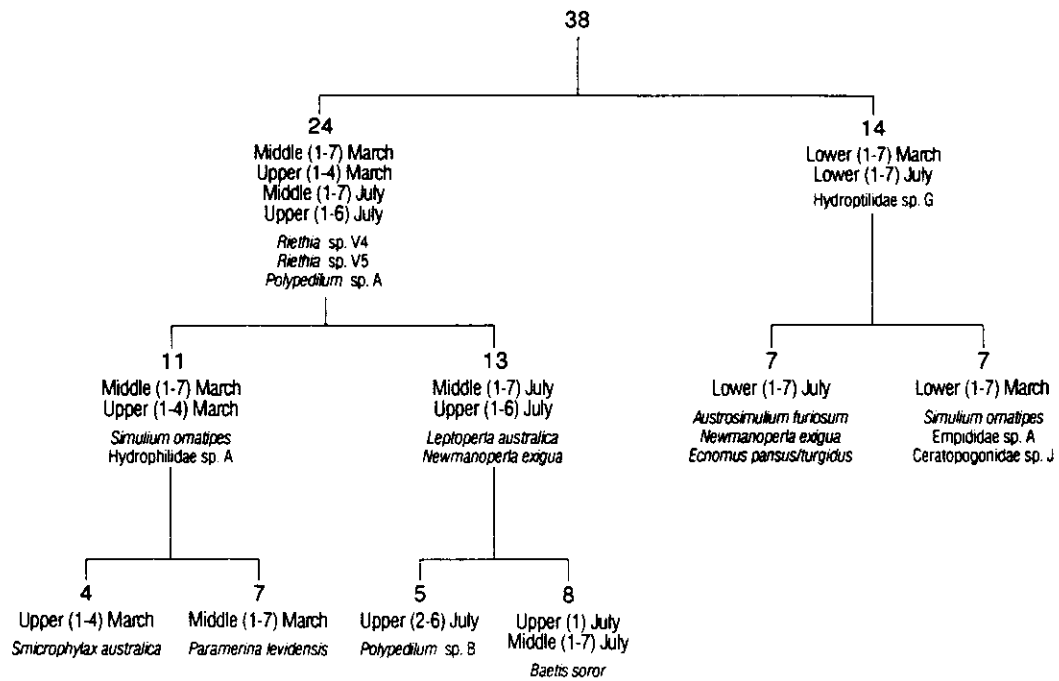 38
24
Middle (1-7) March
Upper (1-4) March
Middle (1-7) July
Upper (1-6) July
Riethia sp. V4
Riethia sp. V5
Polypedilum sp. A
14
Lower (1-7) March
Lower (1-7) July
Hydroptilidae sp. G
11
Middle (1-7) March
Upper (1-4) March
Simulium ornatipes
Hydrophilidae sp. A
13
Middle (1-7) July
Upper (1-6) July
Leptoperla australica
Newmanoperla exigua
7
Lower (1-7) July
Austrosimulium furiosum
Newmanoperla exigua
Ecnomus pansus/turgidus
7
Lower (1-7) March
Simulium ornatipes
Empididae sp. A
Ceratopogonidae sp. J
4
Upper (1-4) March
Smicrophylax australica
7
Middle (1-7) March
Paramerina levidensis
5
Upper (2-6) July
Polypedilum sp. B
8
Upper (1) July
Middle (1-7) July
Baetis soror